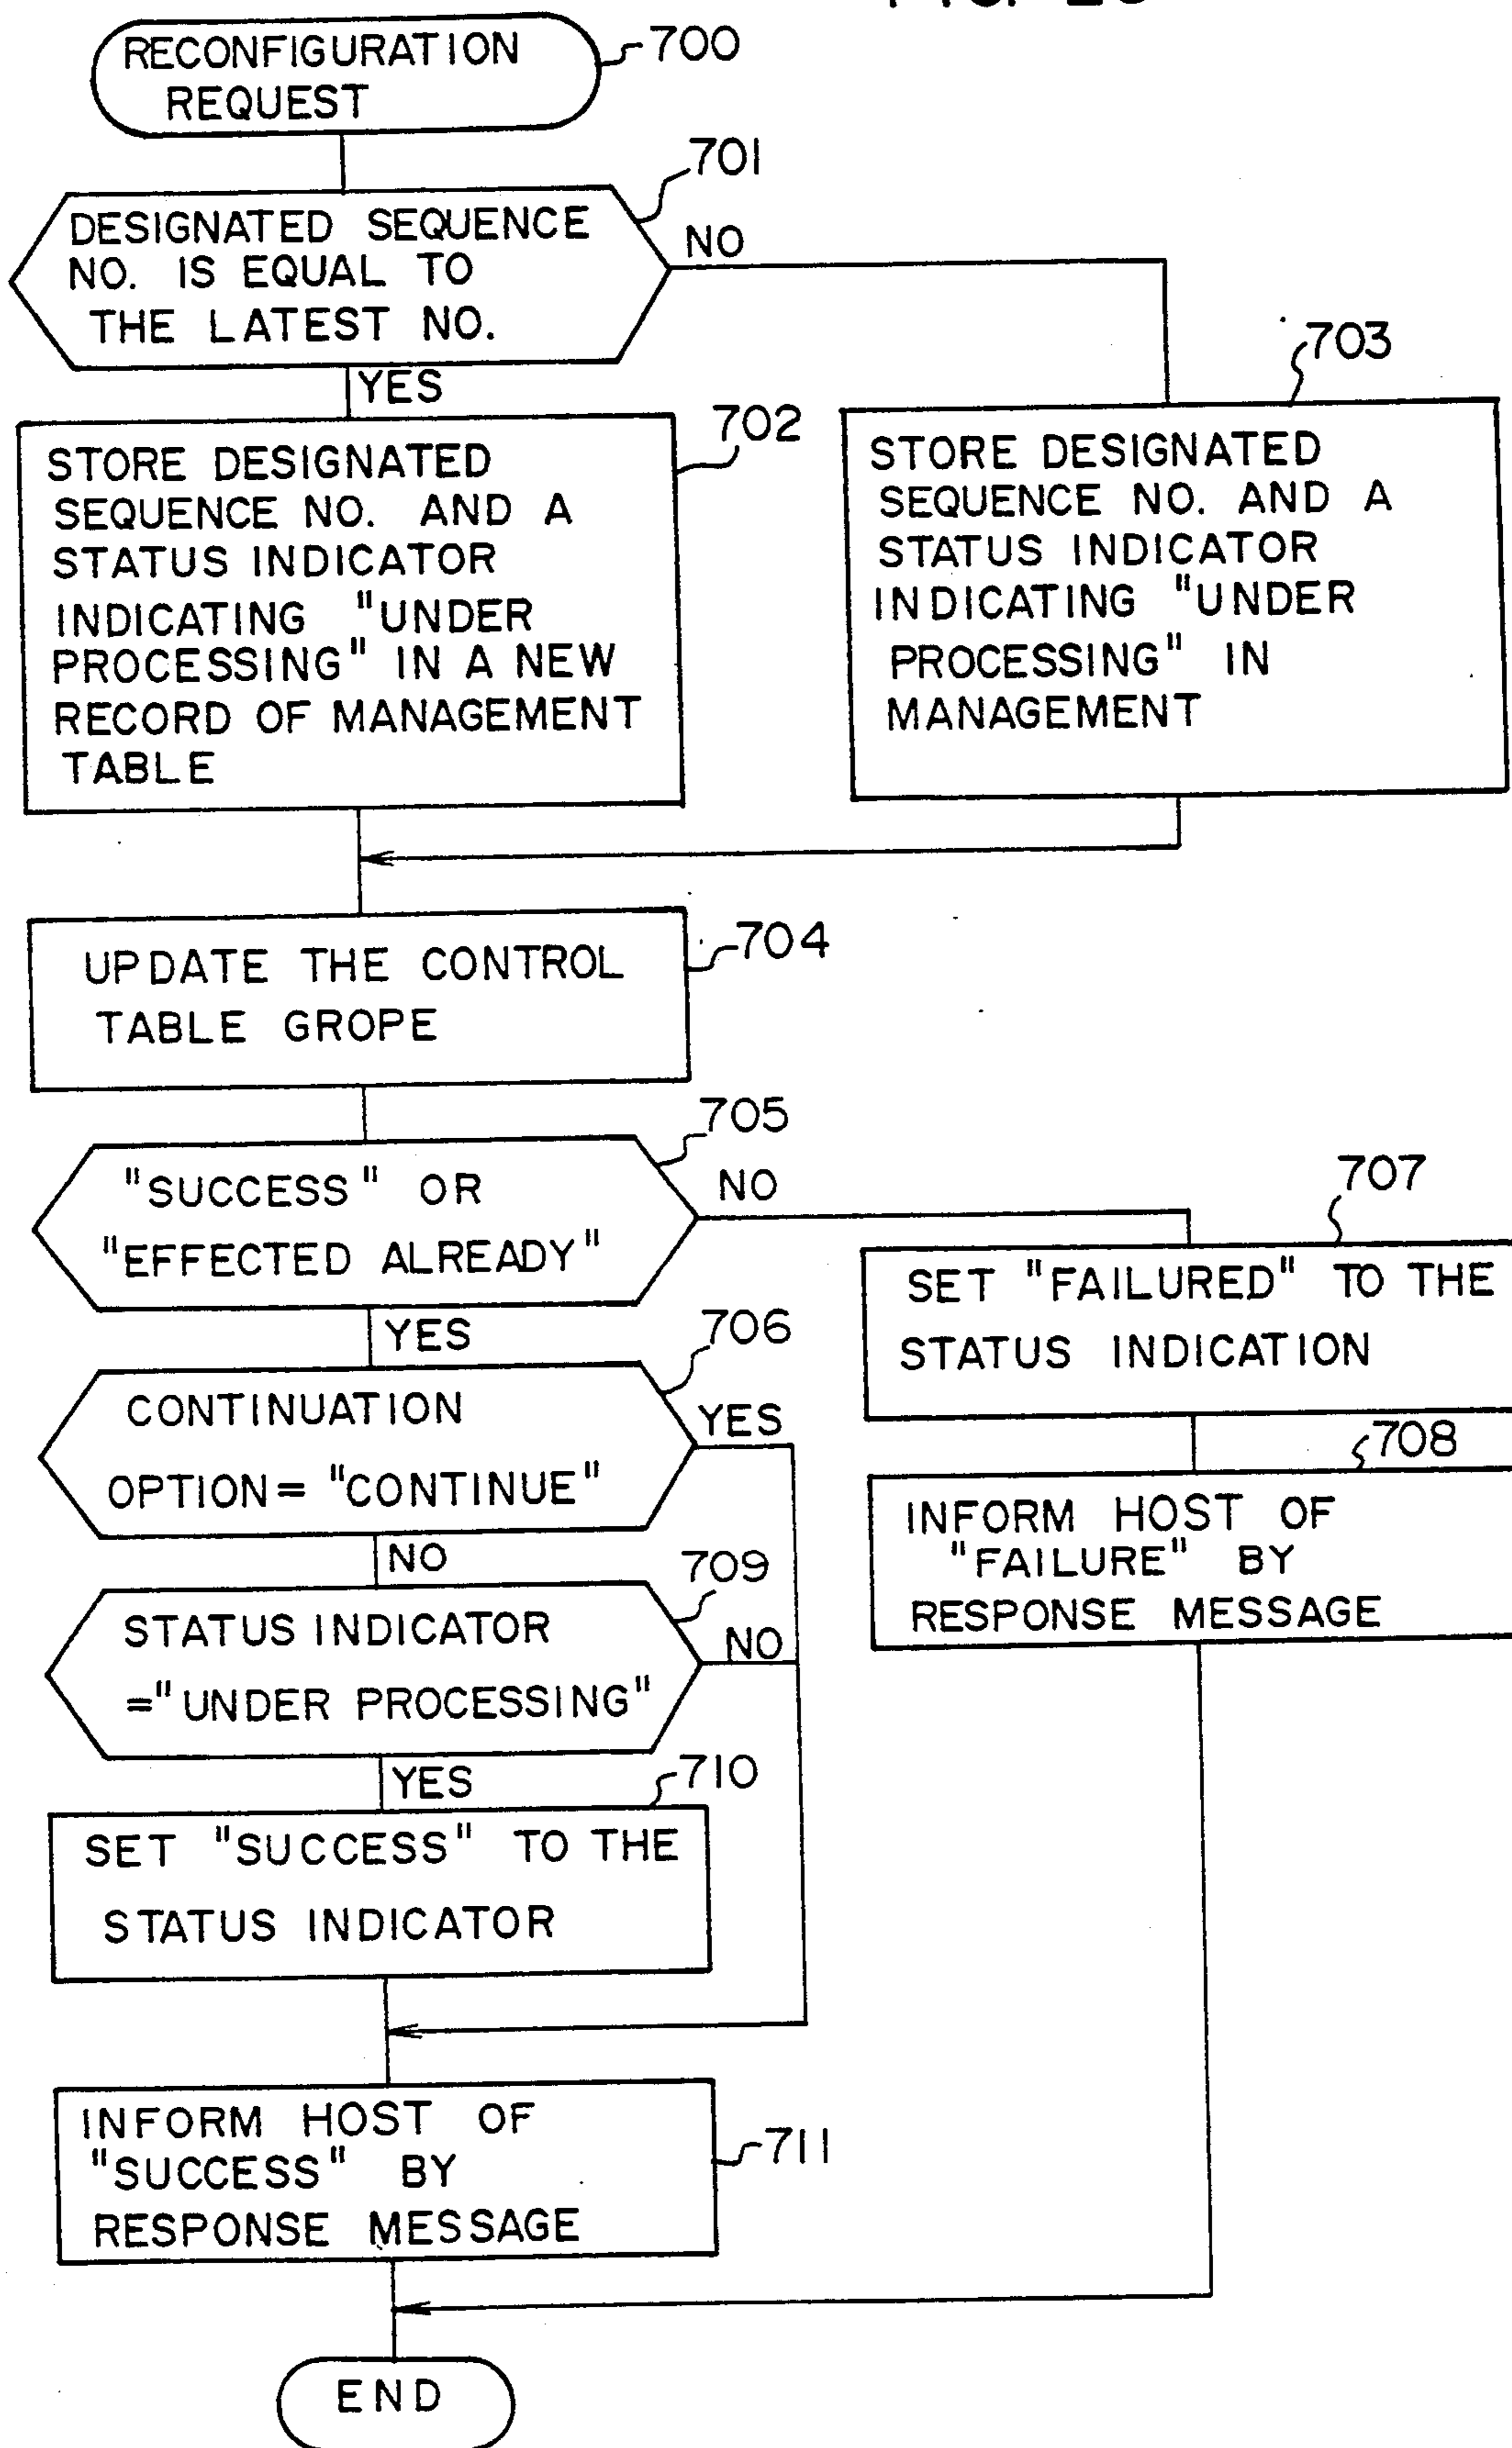 RECONFIGURATION
REQUEST
700
701
DESIGNATED SEQUENCE
NO. IS EQUAL TO
THE LATEST NO.
NO
YES
702
STORE DESIGNATED
SEQUENCE NO. AND A
STATUS INDICATOR
INDICATING "UNDER
PROCESSING" IN A NEW
RECORD OF MANAGEMENT
TABLE
703
STORE DESIGNATED
SEQUENCE NO. AND A
STATUS INDICATOR
INDICATING "UNDER
PROCESSING" IN
MANAGEMENT
704
UPDATE THE CONTROL
TABLE GROPE
705
"SUCCESS" OR
"EFFECTED ALREADY"
NO
YES
707
SET "FAILURED" TO THE
STATUS INDICATION
706
CONTINUATION
OPTION= "CONTINUE"
YES
NO
708
INFORM HOST OF
"FAILURE" BY
RESPONSE MESSAGE
709
STATUS INDICATOR
="UNDER PROCESSING"
NO
YES
710
SET "SUCCESS" TO THE
STATUS INDICATOR
INFORM HOST OF
"SUCCESS" BY
RESPONSE MESSAGE
711
END